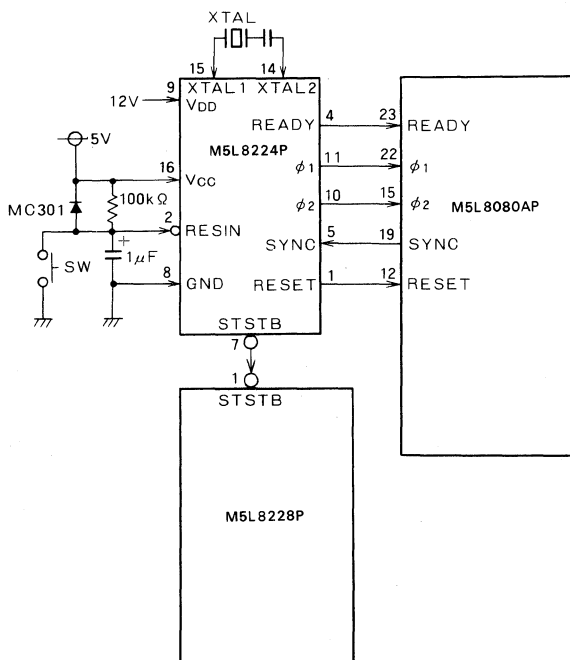 XTAL
15 14
9 XTAL1 XTAL2
12V VDD
READY 4 23 READY
5V
M5L8224P
16 VCC
φ1 11 22 φ1
100kΩ
MC301
φ2 10 15 φ2
M5L8080AP
2 RESIN
+
SYNC 5 19 SYNC
1μF
SW
8 GND
RESET 1 12 RESET
STSTB
7
1
STSTB
M5L8228P